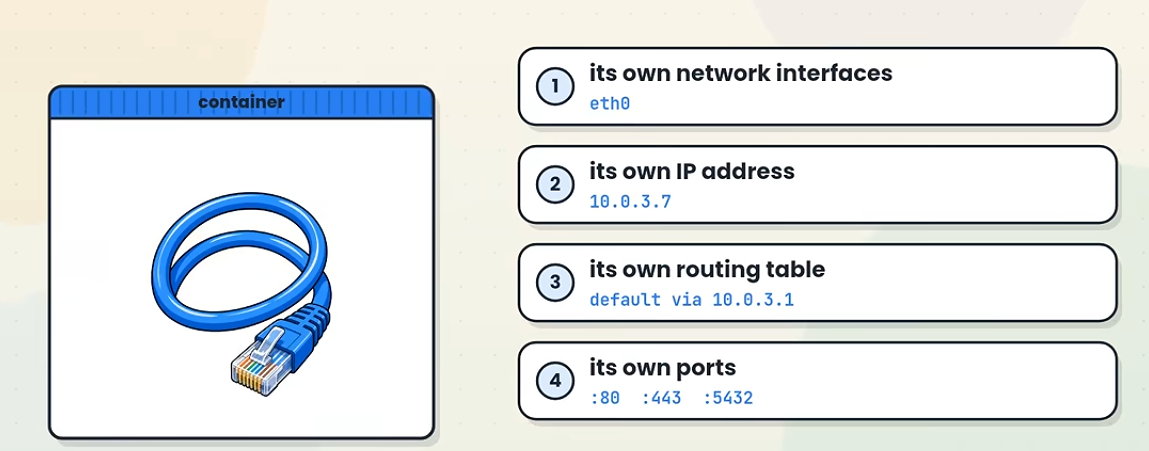 container
1
its own network interfaces
eth0
2
its own IP address
10.0.3.7
3
its own routing table
default via 10.0.3.1
4
its own ports
:80 :443 :5432